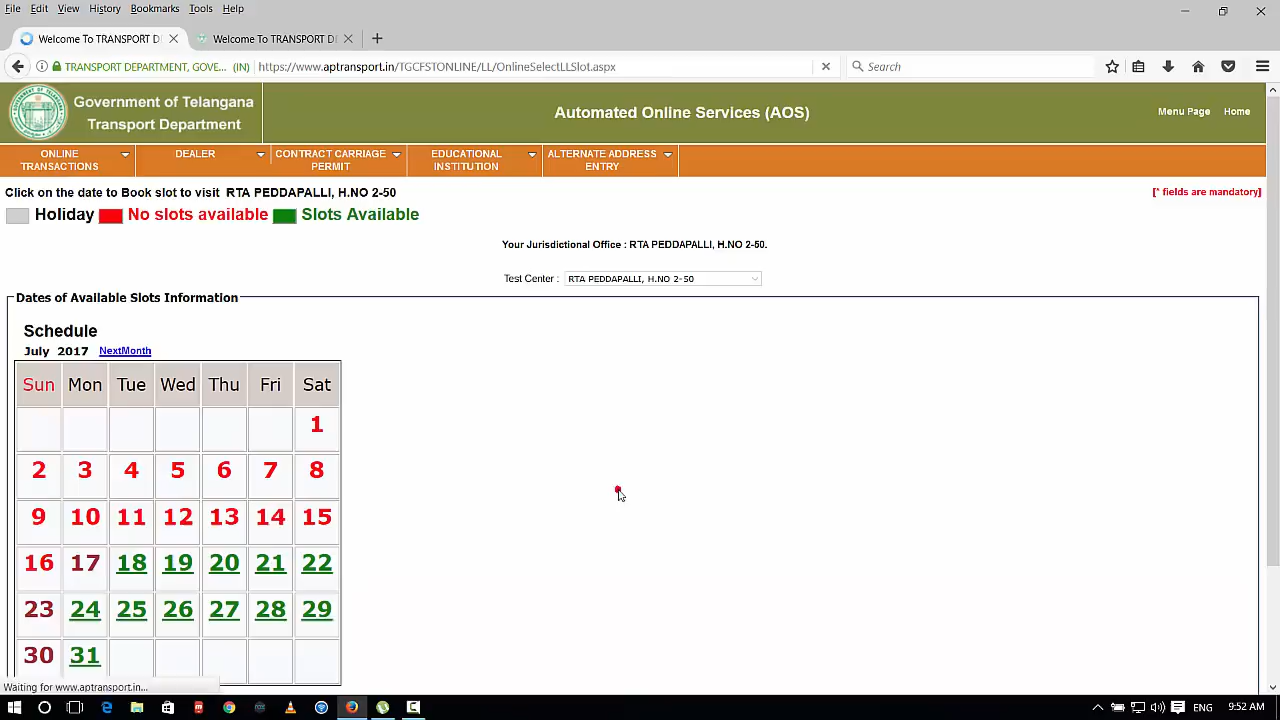 File Edit View History Bookmarks Tools Help
Welcome To TRANSPORT D Welcome To TRANSPORT D
TRANSPORT DEPARTMENT, GOVE... (IN) https://www.aptransport.in/TGCFSTONLINE/LL/OnlineSelectLLSlot.aspx Search
Government of Telangana
Transport Department
Automated Online Services (AOS)
Menu Page Home
ONLINE TRANSACTIONS DEALER CONTRACT CARRIAGE PERMIT EDUCATIONAL INSTITUTION ALTERNATE ADDRESS ENTRY
Click on the date to Book slot to visit RTA PEDDAPALLI, H.NO 2-50 [* fields are mandatory]
Holiday No slots available Slots Available
Your Jurisdictional Office : RTA PEDDAPALLI, H.NO 2-50.
Test Center : RTA PEDDAPALLI, H.NO 2-50
Dates of Available Slots Information
Schedule
July 2017 NextMonth
Sun Mon Tue Wed Thu Fri Sat
1
2 3 4 5 6 7 8
9 10 11 12 13 14 15
16 17 18 19 20 21 22
23 24 25 26 27 28 29
30 31
Waiting for www.aptransport.in...
ENG 9:52 AM